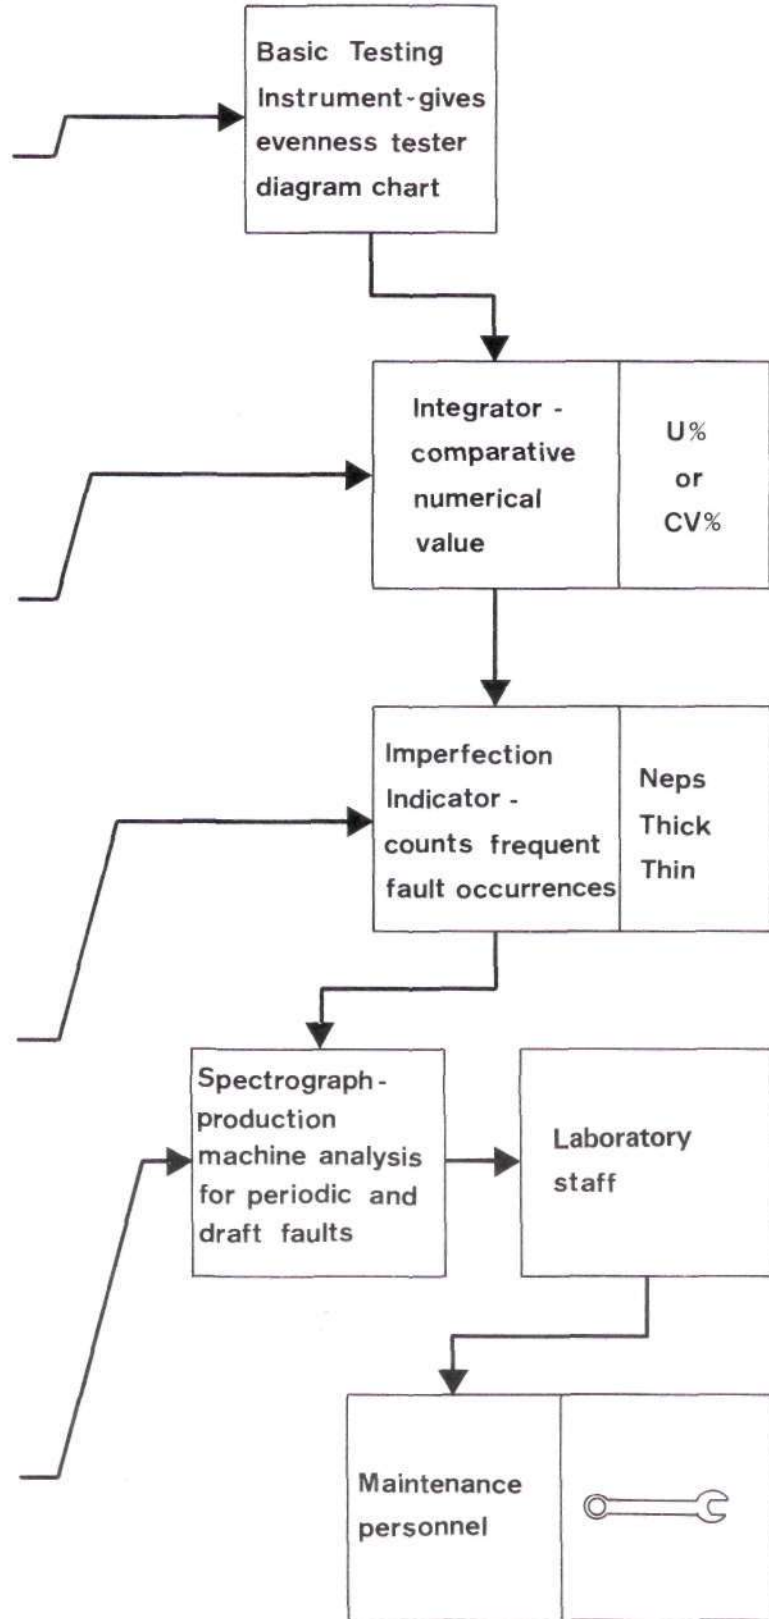 Basic Testing
Instrument-gives
evenness tester
diagram chart
Integrator -
comparative
numerical
value
U%
or
CV%
Imperfection
Indicator -
counts frequent
fault occurrences
Neps
Thick
Thin
Spectrograph-
production
machine analysis
for periodic and
draft faults
Laboratory
staff
Maintenance
personnel